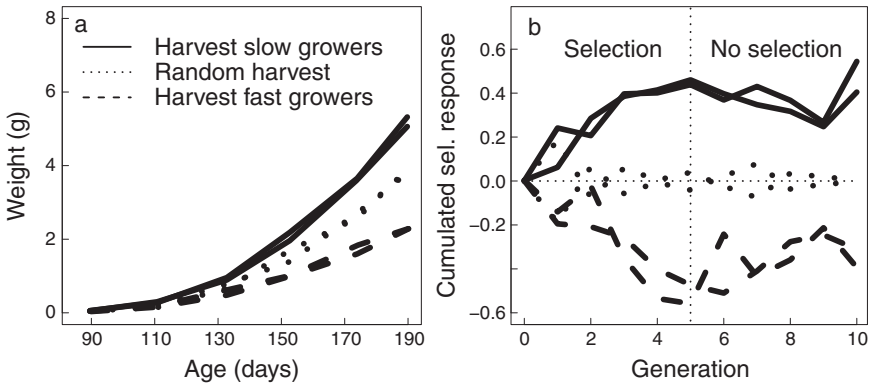 a
Harvest slow growers
Random harvest
Harvest fast growers
Weight (g)
8
6
4
2
0
90 110 130 150 170 190
Age (days)
b
Selection
No selection
Cumulated sel. response
0.6
0.4
0.2
0.0
−0.2
−0.6
0 2 4 6 8 10
Generation